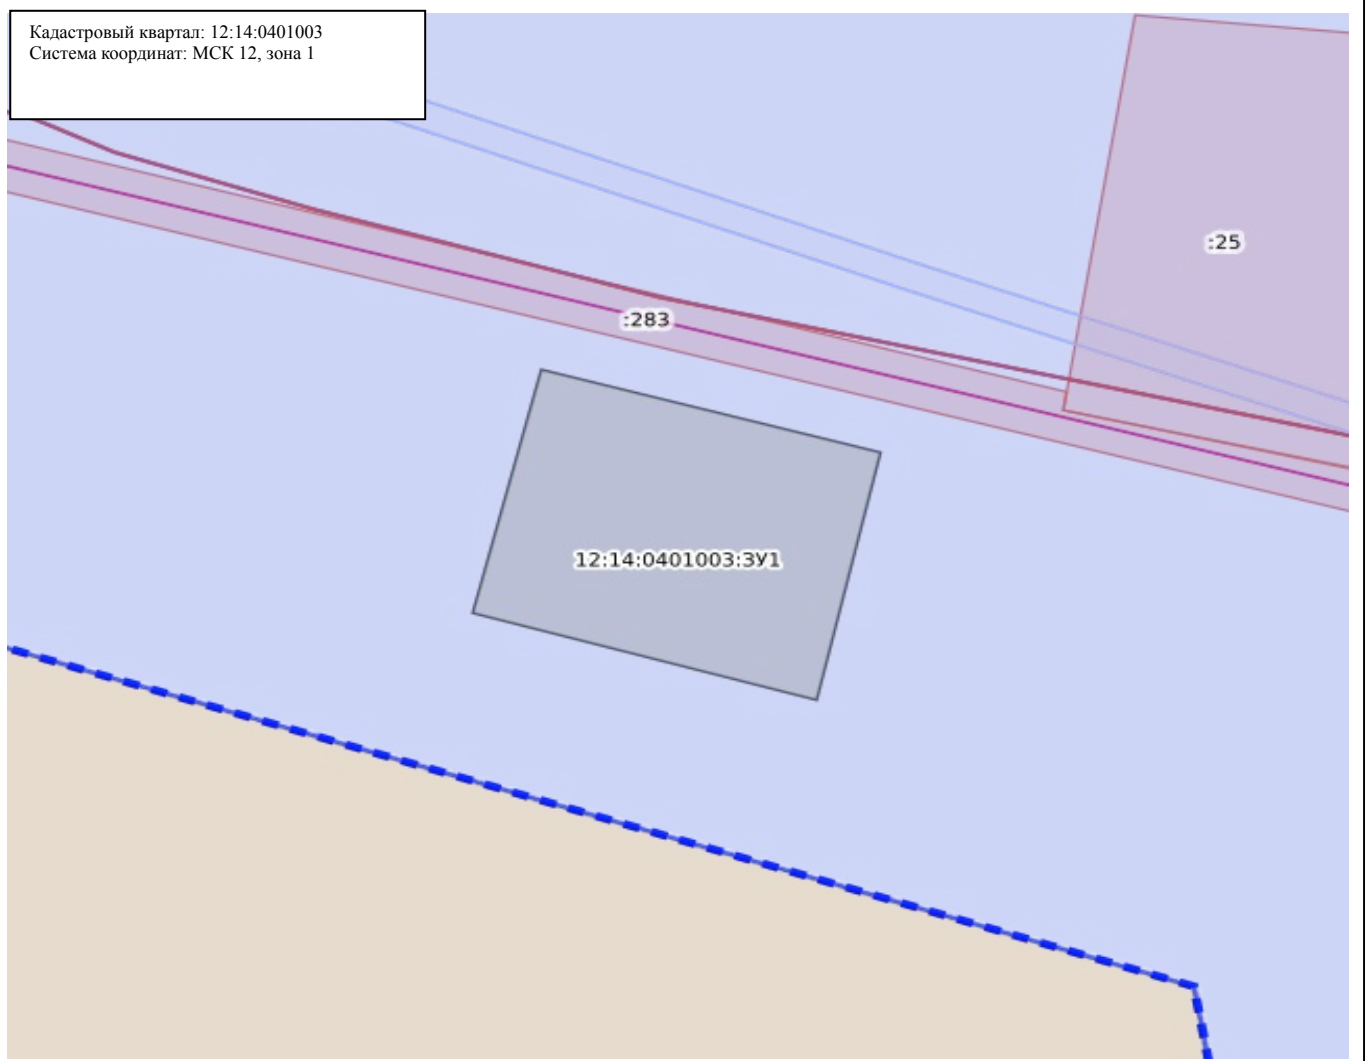 Кадастровый квартал: 12:14:0401003
Система координат: МСК 12, зона 1
:25
:283
12:14:0401003:ЗУ1